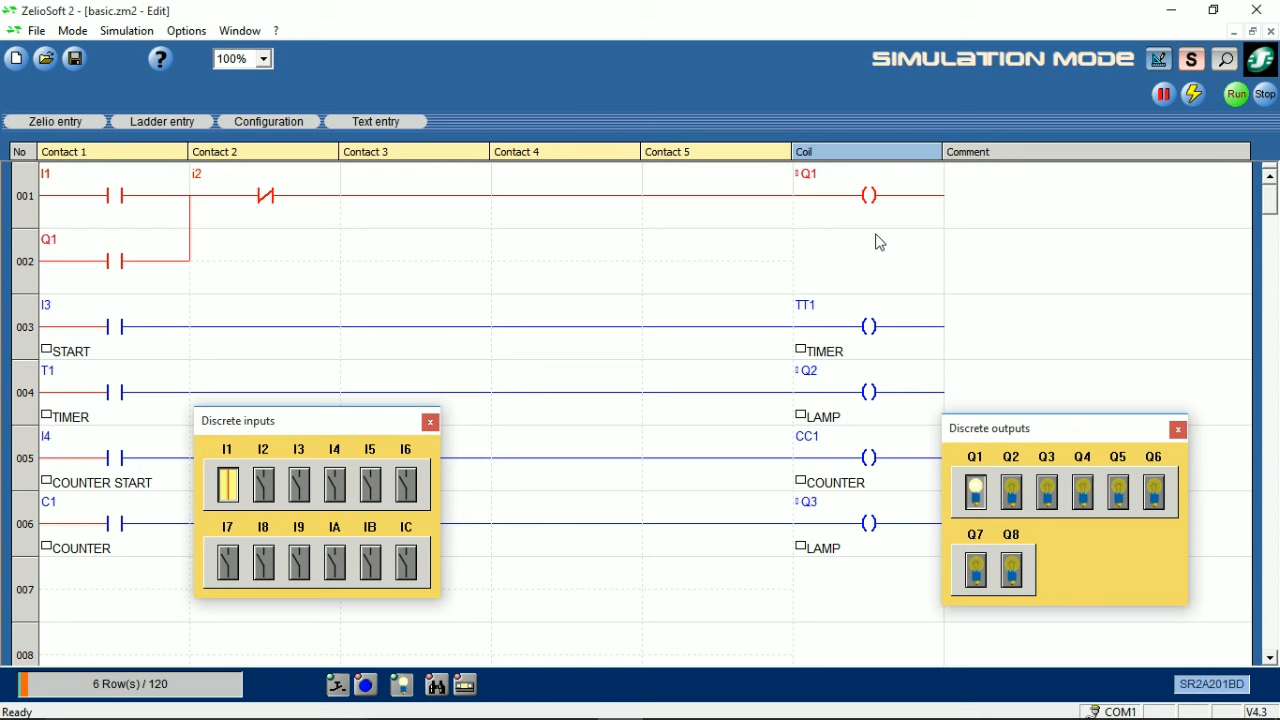 ZelioSoft 2 - [basic.zm2 - Edit]
File Mode Simulation Options Window ?
? 100% SIMULATION MODE S
Run Stop
Zelio entry Ladder entry Configuration Text entry
No Contact 1 Contact 2 Contact 3 Contact 4 Contact 5 Coil Comment
I1 i2 Q1
001
Q1
002
I3 TT1
003
START TIMER
T1 Q2
004
TIMER LAMP
I4 CC1
005
COUNTER START COUNTER
C1 Q3
006
COUNTER LAMP
007
008
Discrete inputs
I1 I2 I3 I4 I5 I6
I7 I8 I9 IA IB IC
Discrete outputs
Q1 Q2 Q3 Q4 Q5 Q6
Q7 Q8
6 Row(s) / 120 SR2A201BD
Ready COM1 V4.3